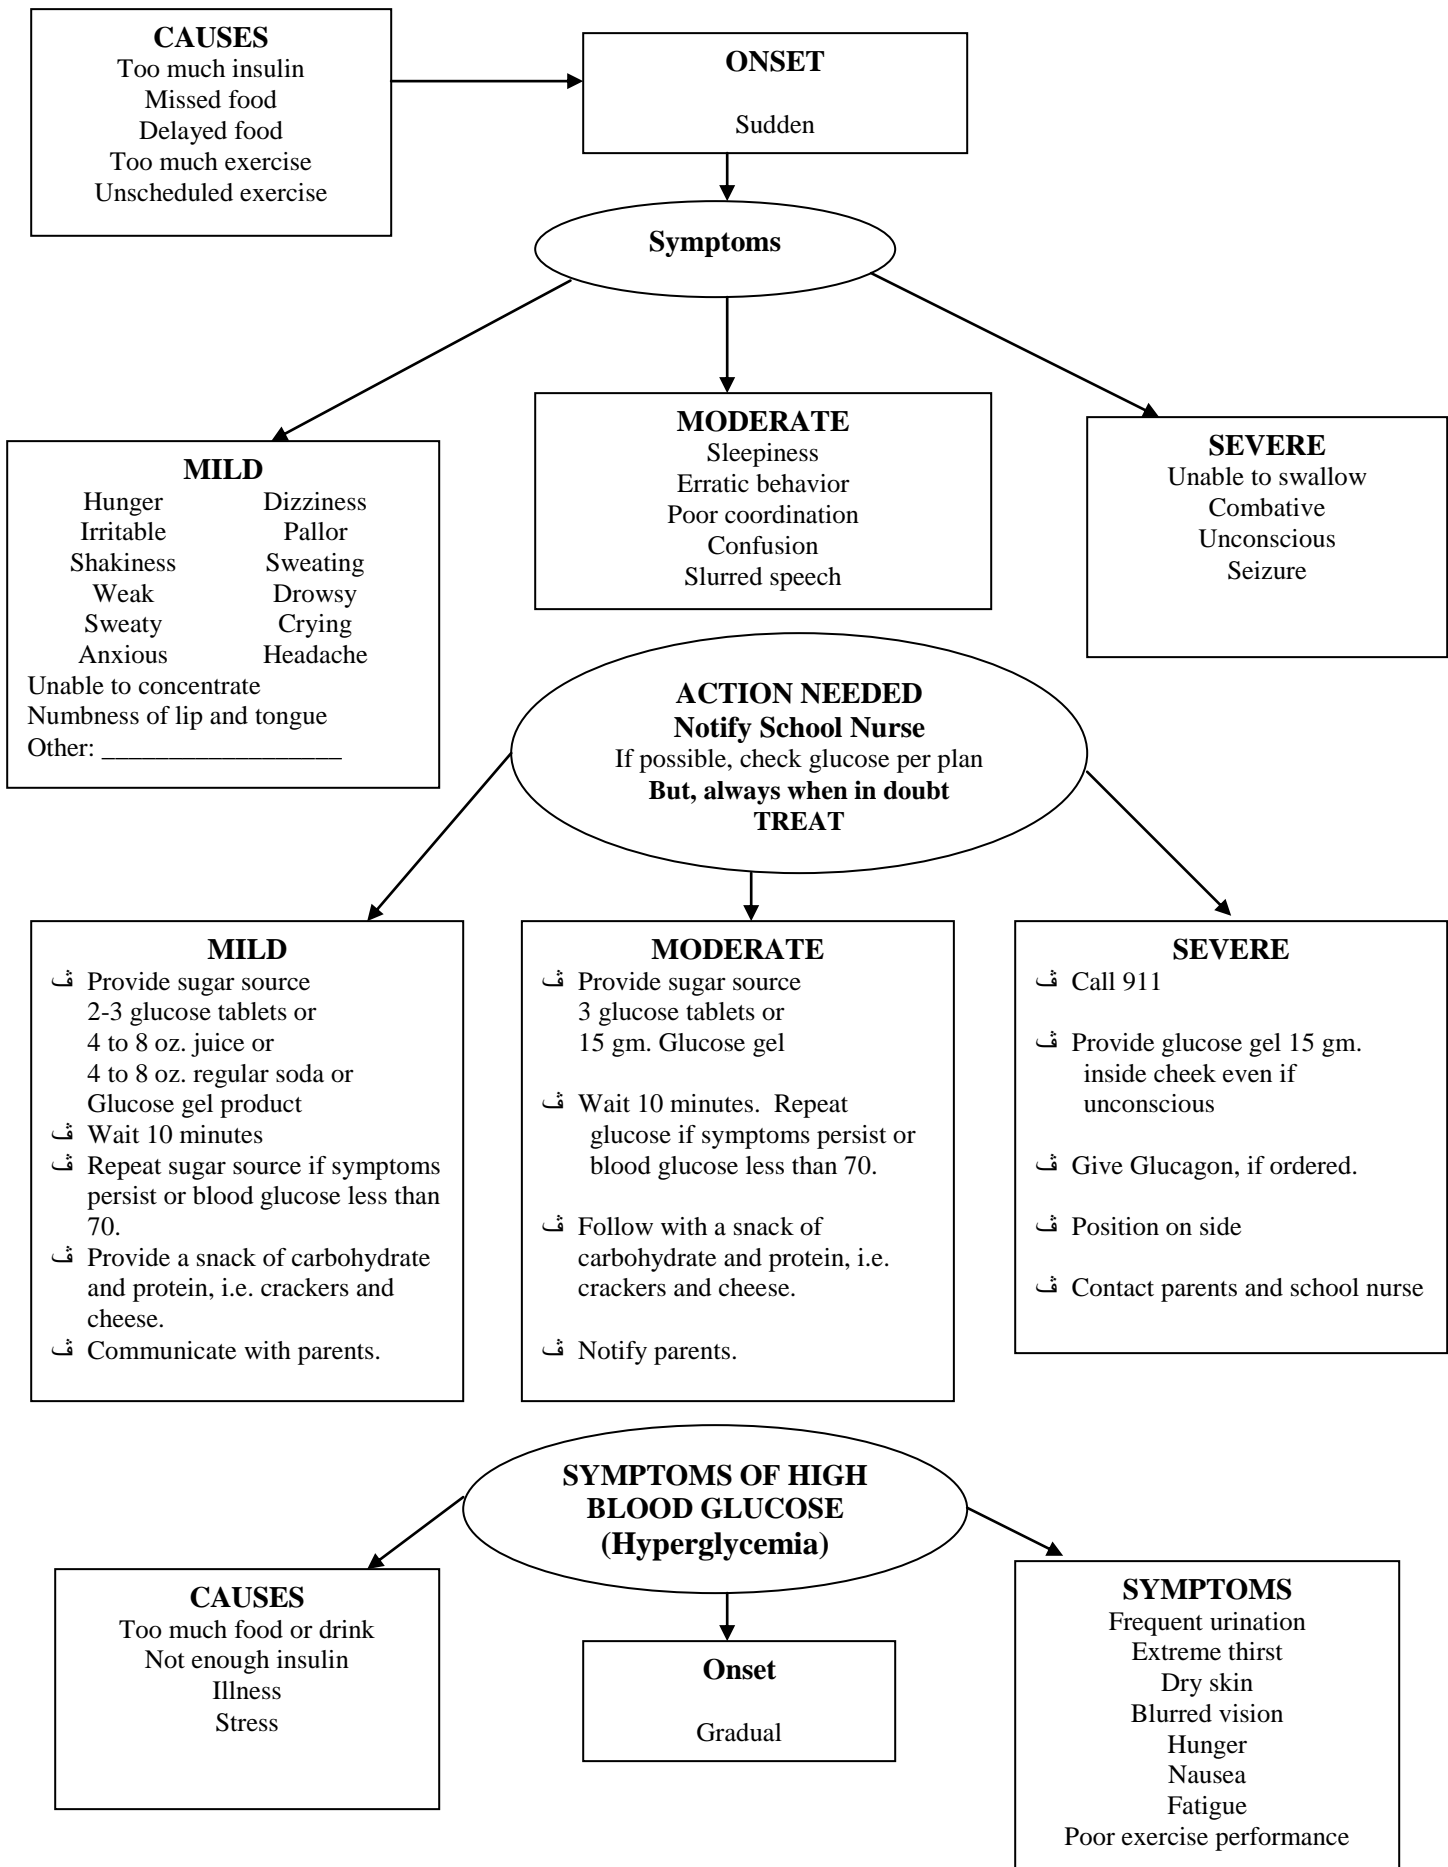 CAUSES
Too much insulin
Missed food
Delayed food
Too much exercise
Unscheduled exercise
ONSET
Sudden
Symptoms
MILD
Hunger Dizziness
Irritable Pallor
Shakiness Sweating
Weak Drowsy
Sweaty Crying
Anxious Headache
Unable to concentrate
Numbness of lip and tongue
Other: __________________
MODERATE
Sleepiness
Erratic behavior
Poor coordination
Confusion
Slurred speech
SEVERE
Unable to swallow
Combative
Unconscious
Seizure
ACTION NEEDED
Notify School Nurse
If possible, check glucose per plan
But, always when in doubt
TREAT
MILD
ڤ Provide sugar source
2-3 glucose tablets or
4 to 8 oz. juice or
4 to 8 oz. regular soda or
Glucose gel product
ڤ Wait 10 minutes
ڤ Repeat sugar source if symptoms
persist or blood glucose less than
70.
ڤ Provide a snack of carbohydrate
and protein, i.e. crackers and
cheese.
ڤ Communicate with parents.
MODERATE
ڤ Provide sugar source
3 glucose tablets or
15 gm. Glucose gel
ڤ Wait 10 minutes. Repeat
glucose if symptoms persist or
blood glucose less than 70.
ڤ Follow with a snack of
carbohydrate and protein, i.e.
crackers and cheese.
ڤ Notify parents.
SEVERE
ڤ Call 911
ڤ Provide glucose gel 15 gm.
inside cheek even if
unconscious
ڤ Give Glucagon, if ordered.
ڤ Position on side
ڤ Contact parents and school nurse
SYMPTOMS OF HIGH
BLOOD GLUCOSE
(Hyperglycemia)
CAUSES
Too much food or drink
Not enough insulin
Illness
Stress
Onset
Gradual
SYMPTOMS
Frequent urination
Extreme thirst
Dry skin
Blurred vision
Hunger
Nausea
Fatigue
Poor exercise performance